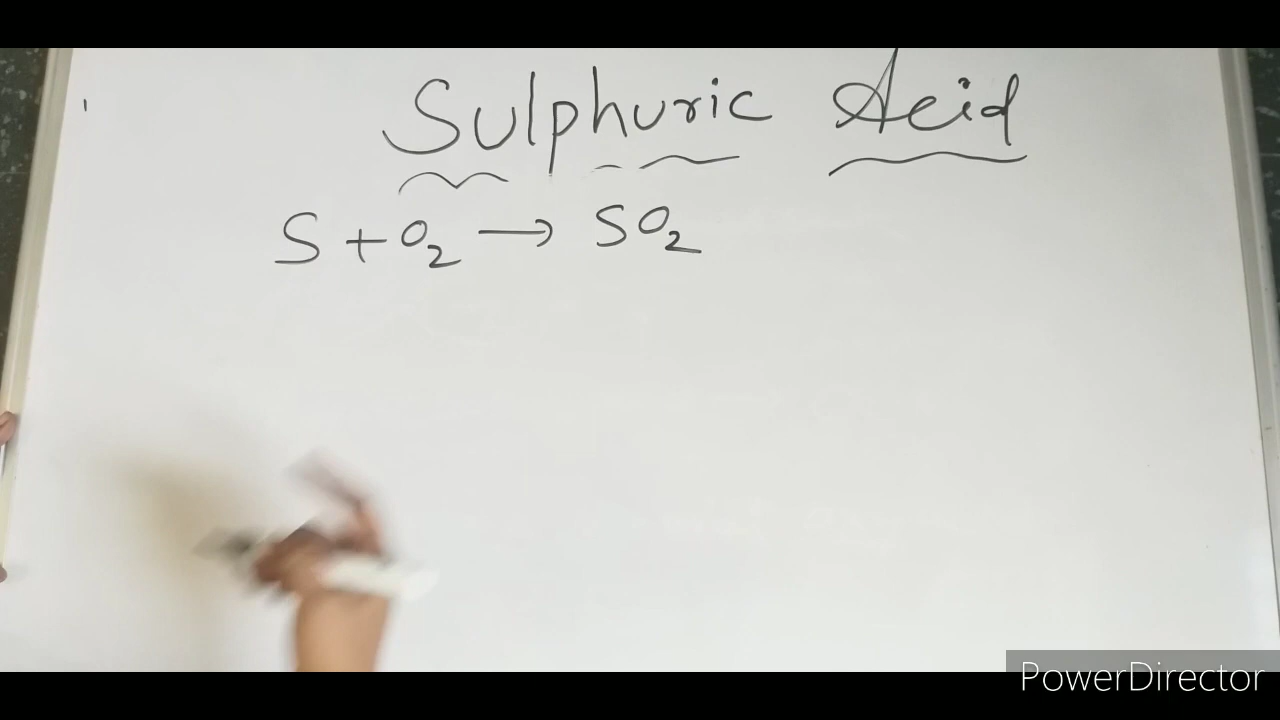 Sulphuric Acid
S + O₂ → SO₂
PowerDirector